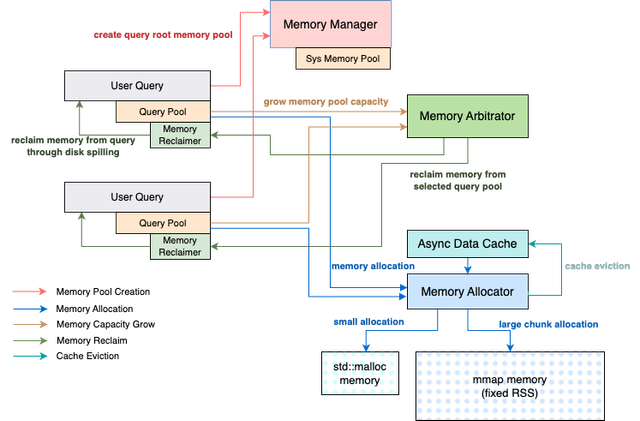 Memory Manager
create query root memory pool
Sys Memory Pool
User Query
Query Pool
grow memory pool capacity
Memory Arbitrator
Memory
Reclaimer
reclaim memory from query
through disk spilling
reclaim memory from
selected query pool
User Query
Query Pool
Memory
Reclaimer
Async Data Cache
memory allocation
cache eviction
Memory Allocator
Memory Pool Creation
Memory Allocation
Memory Capacity Grow
Memory Reclaim
Cache Eviction
small allocation
large chunk allocation
std::malloc
memory
mmap memory
(fixed RSS)